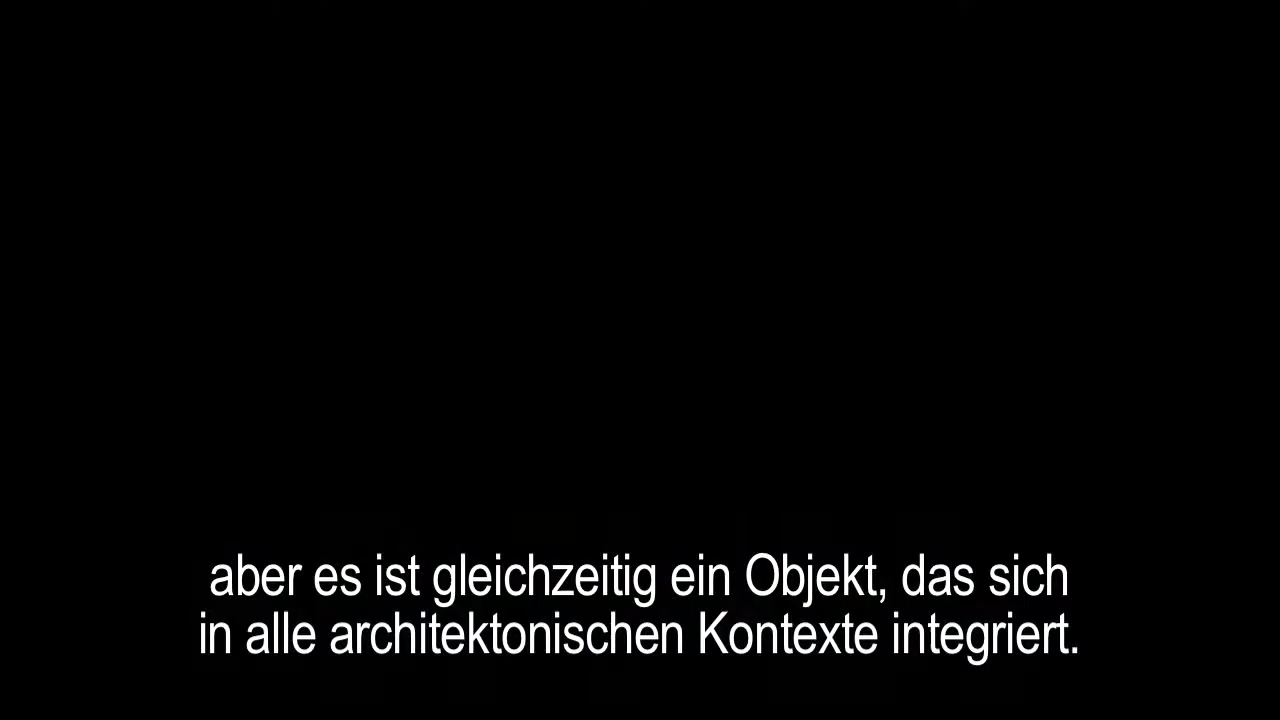 aber es ist gleichzeitig ein Objekt, das sich
in alle architektonischen Kontexte integriert.